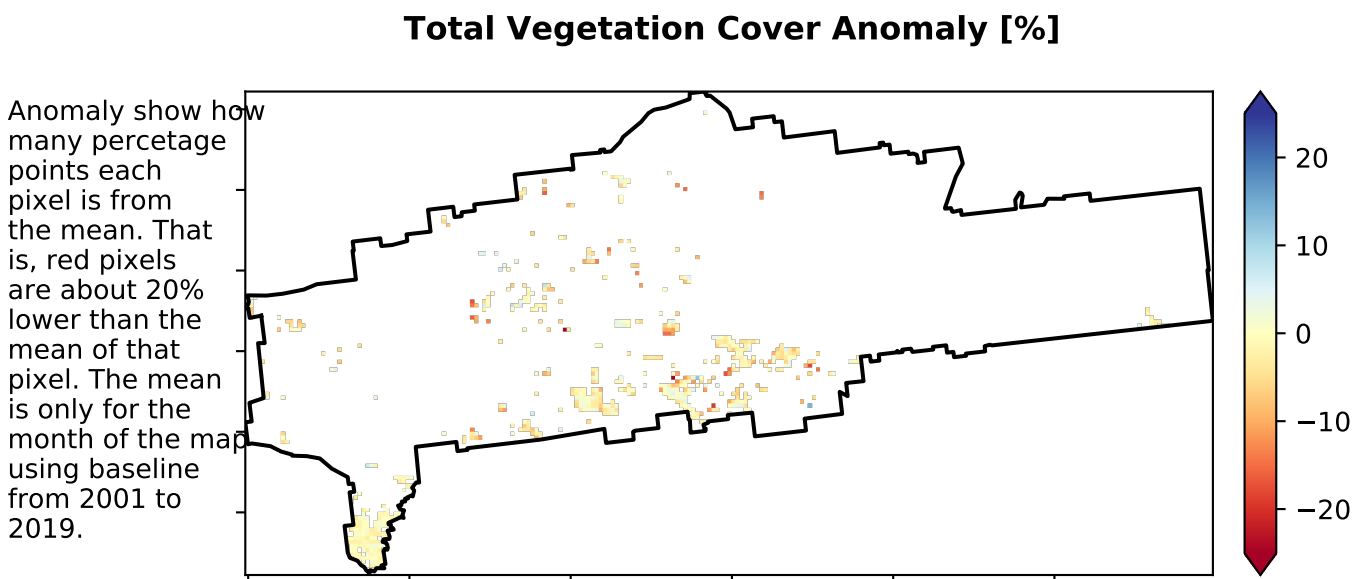 Total Vegetation Cover Anomaly [%]
Anomaly show how
many percetage
points each
pixel is from
the mean. That
is, red pixels
are about 20%
lower than the
mean of that
pixel. The mean
is only for the
month of the map
using baseline
from 2001 to
2019.
20
10
0
−10
−20